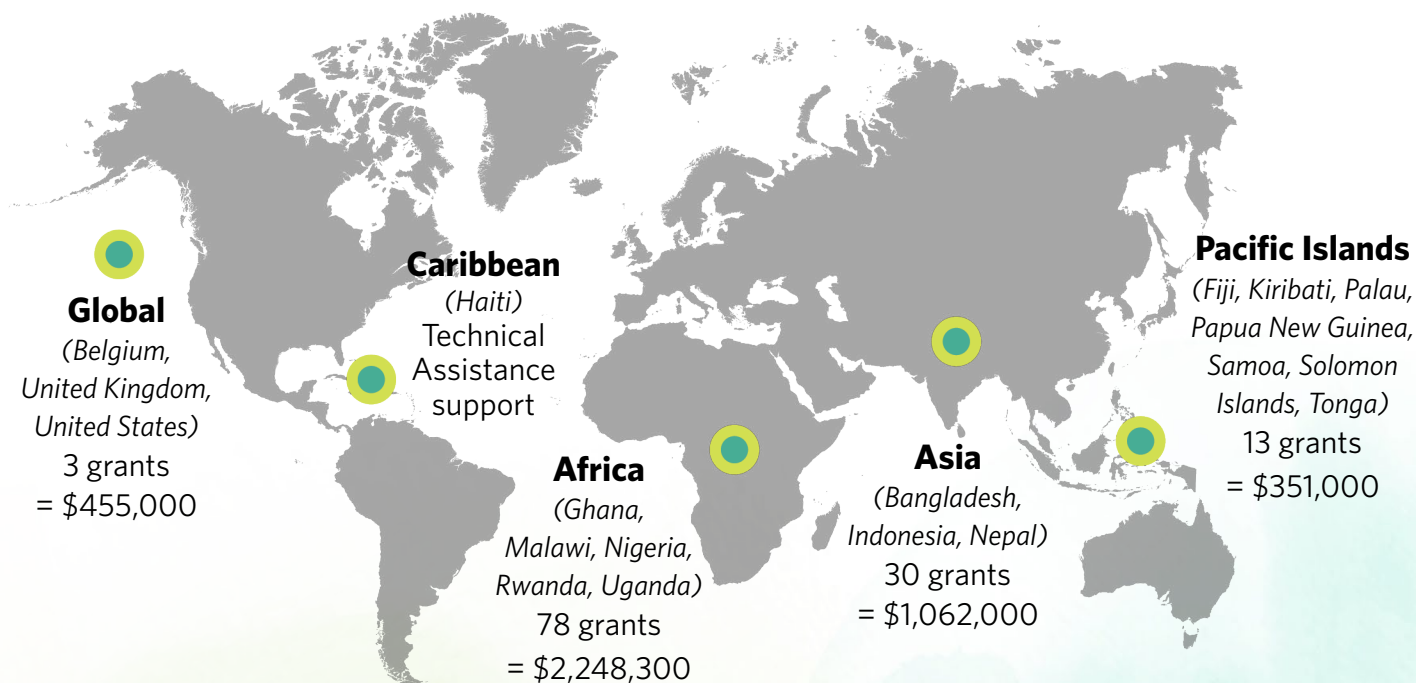 Global
(Belgium,
United Kingdom,
United States)
3 grants
= $455,000
Caribbean
(Haiti)
Technical
Assistance
support
Africa
(Ghana,
Malawi, Nigeria,
Rwanda, Uganda)
78 grants
= $2,248,300
Asia
(Bangladesh,
Indonesia, Nepal)
30 grants
= $1,062,000
Pacific Islands
(Fiji, Kiribati, Palau,
Papua New Guinea,
Samoa, Solomon
Islands, Tonga)
13 grants
= $351,000